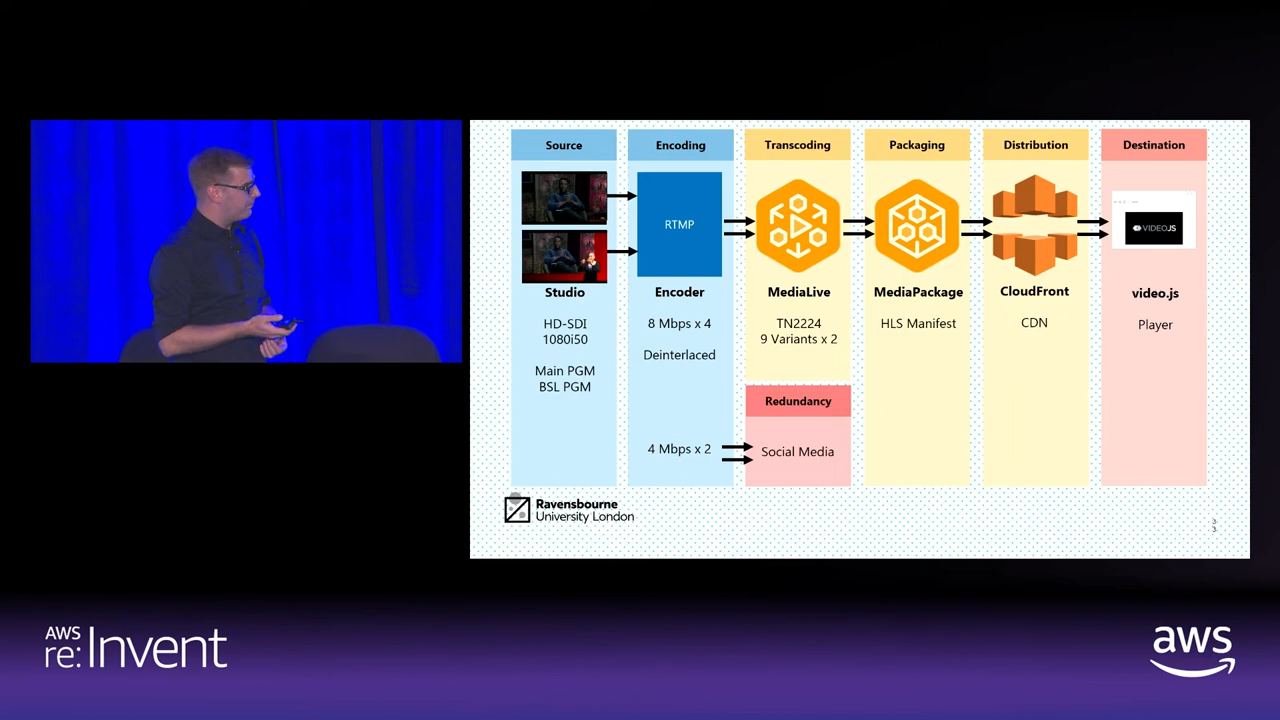 Source
Encoding
Transcoding
Packaging
Distribution
Destination
RTMP
VIDEOJS
Studio
Encoder
MediaLive
MediaPackage
CloudFront
video.js
HD-SDI
1080i50
Main PGM
BSL PGM
8 Mbps x 4
Deinterlaced
TN2224
9 Variants x 2
HLS Manifest
CDN
Player
Redundancy
4 Mbps x 2
Social Media
Ravensbourne
University London
3
3
AWS
re:Invent
aws